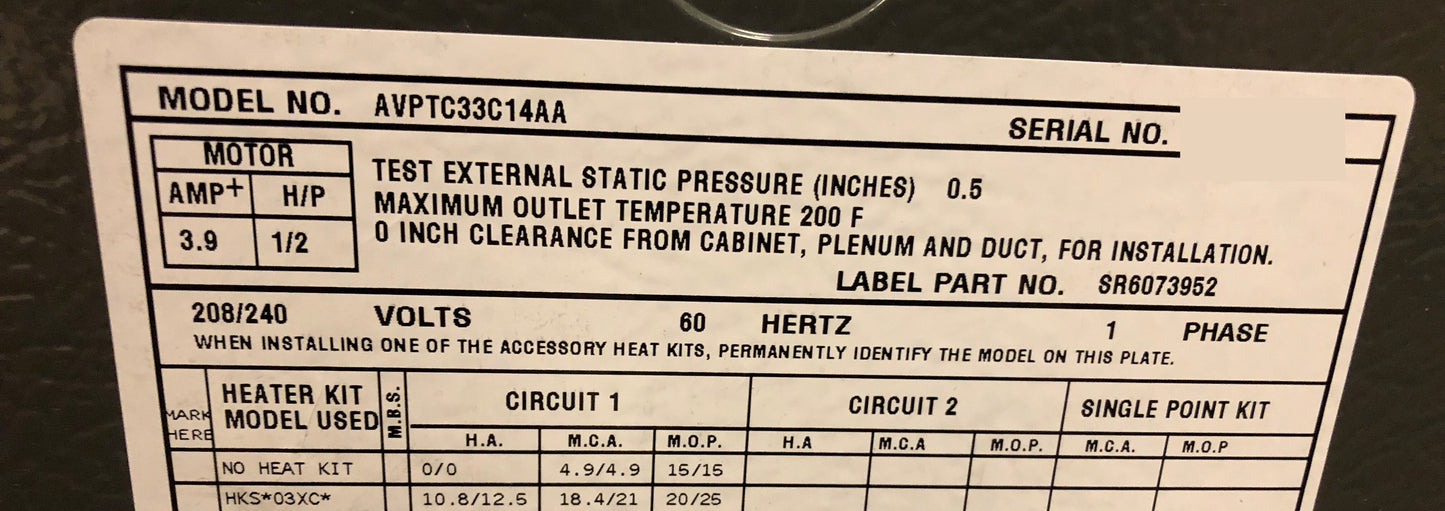 MODEL NO. AVPTC33C14AA SERIAL NO.
MOTOR
AMP+ H/P
3.9 1/2
TEST EXTERNAL STATIC PRESSURE (INCHES) 0.5
MAXIMUM OUTLET TEMPERATURE 200 F
0 INCH CLEARANCE FROM CABINET, PLENUM AND DUCT, FOR INSTALLATION.
LABEL PART NO. SR6073952
208/240 VOLTS 60 HERTZ 1 PHASE
WHEN INSTALLING ONE OF THE ACCESSORY HEAT KITS, PERMANENTLY IDENTIFY THE MODEL ON THIS PLATE.
MARK HERE
HEATER KIT
MODEL USED
M.B.S.
CIRCUIT 1 CIRCUIT 2 SINGLE POINT KIT
H.A. M.C.A. M.O.P. H.A M.C.A M.O.P. M.C.A. M.O.P
NO HEAT KIT 0/0 4.9/4.9 15/15
HKS*03XC* 10.8/12.5 18.4/21 20/25